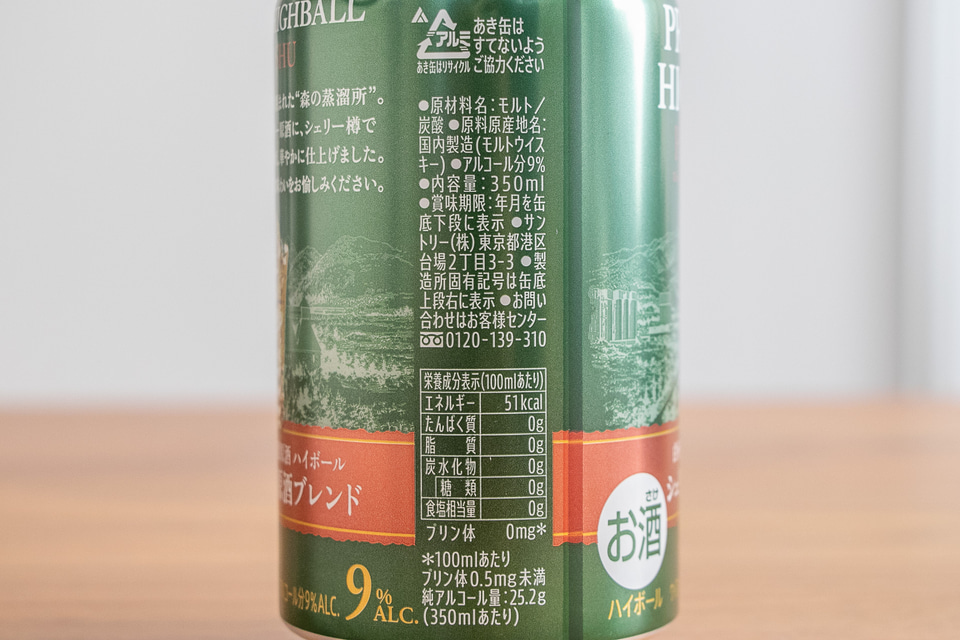 HIGHBALL
HU
された“森の蒸溜所”。
原酒に、シェリー樽で
華やかに仕上げました。
いをお愉しみください。
ハイボール
酒ブレンド
アルコール分9%ALC.
9%
ALC.
アルミ
あき缶はリサイクル
あき缶は
すてないよう
ご協力ください
●原材料名：モルト／
炭酸 ●原料原産地名：
国内製造（モルトウイス
キー） ●アルコール分9%
●内容量：350ml
●賞味期限：年月を缶
底下段に表示 ●サン
トリー(株) 東京都港区
台場2丁目3-3 ●製
造所固有記号は缶底
上段右に表示 ●お問い
合わせはお客様センター
0120-139-310
栄養成分表示(100mlあたり)
エネルギー 51kcal
たんぱく質 0g
脂質 0g
炭水化物 0g
糖類 0g
食塩相当量 0g
プリン体 0mg*
*100mlあたり
プリン体0.5mg未満
純アルコール量：25.2g
(350mlあたり)
さけ
お酒
ハイボール